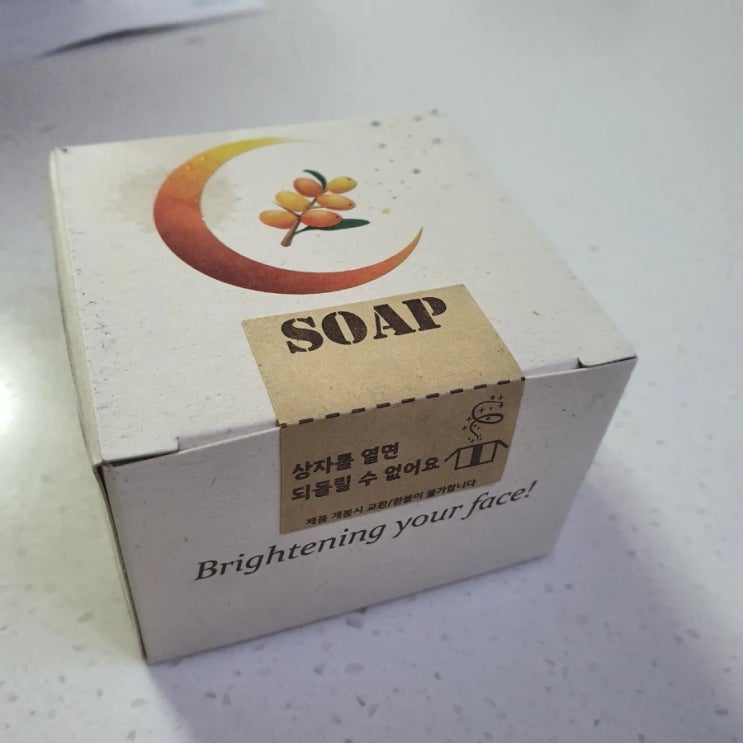 SOAP
상자를 열면
되돌릴 수 없어요
제품 개봉시 교환/환불이 불가합니다
Brightening your face!